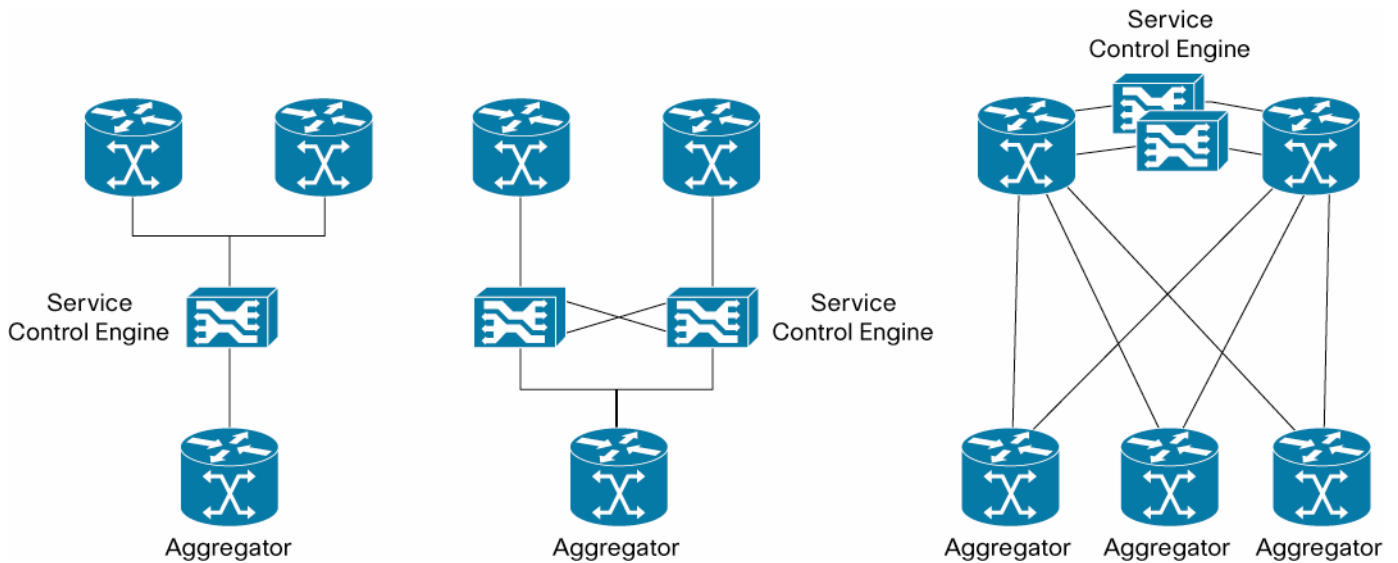 Service
Control Engine
Service
Control Engine
Service
Control Engine
Aggregator
Aggregator
Aggregator
Aggregator
Aggregator